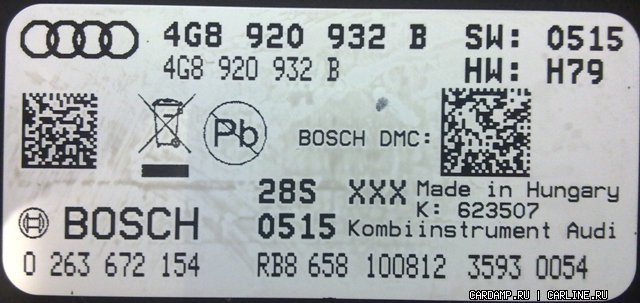 4G8 920 932 B SW: 0515
4G8 920 932 B HW: H79
Pb
BOSCH DMC:
28S XXX Made in Hungary
K: 623507
BOSCH 0515 Kombiinstrument Audi
0 263 672 154 RB8 658 100812 3593 0054
CARDAMP.RU | CARLINE.RU